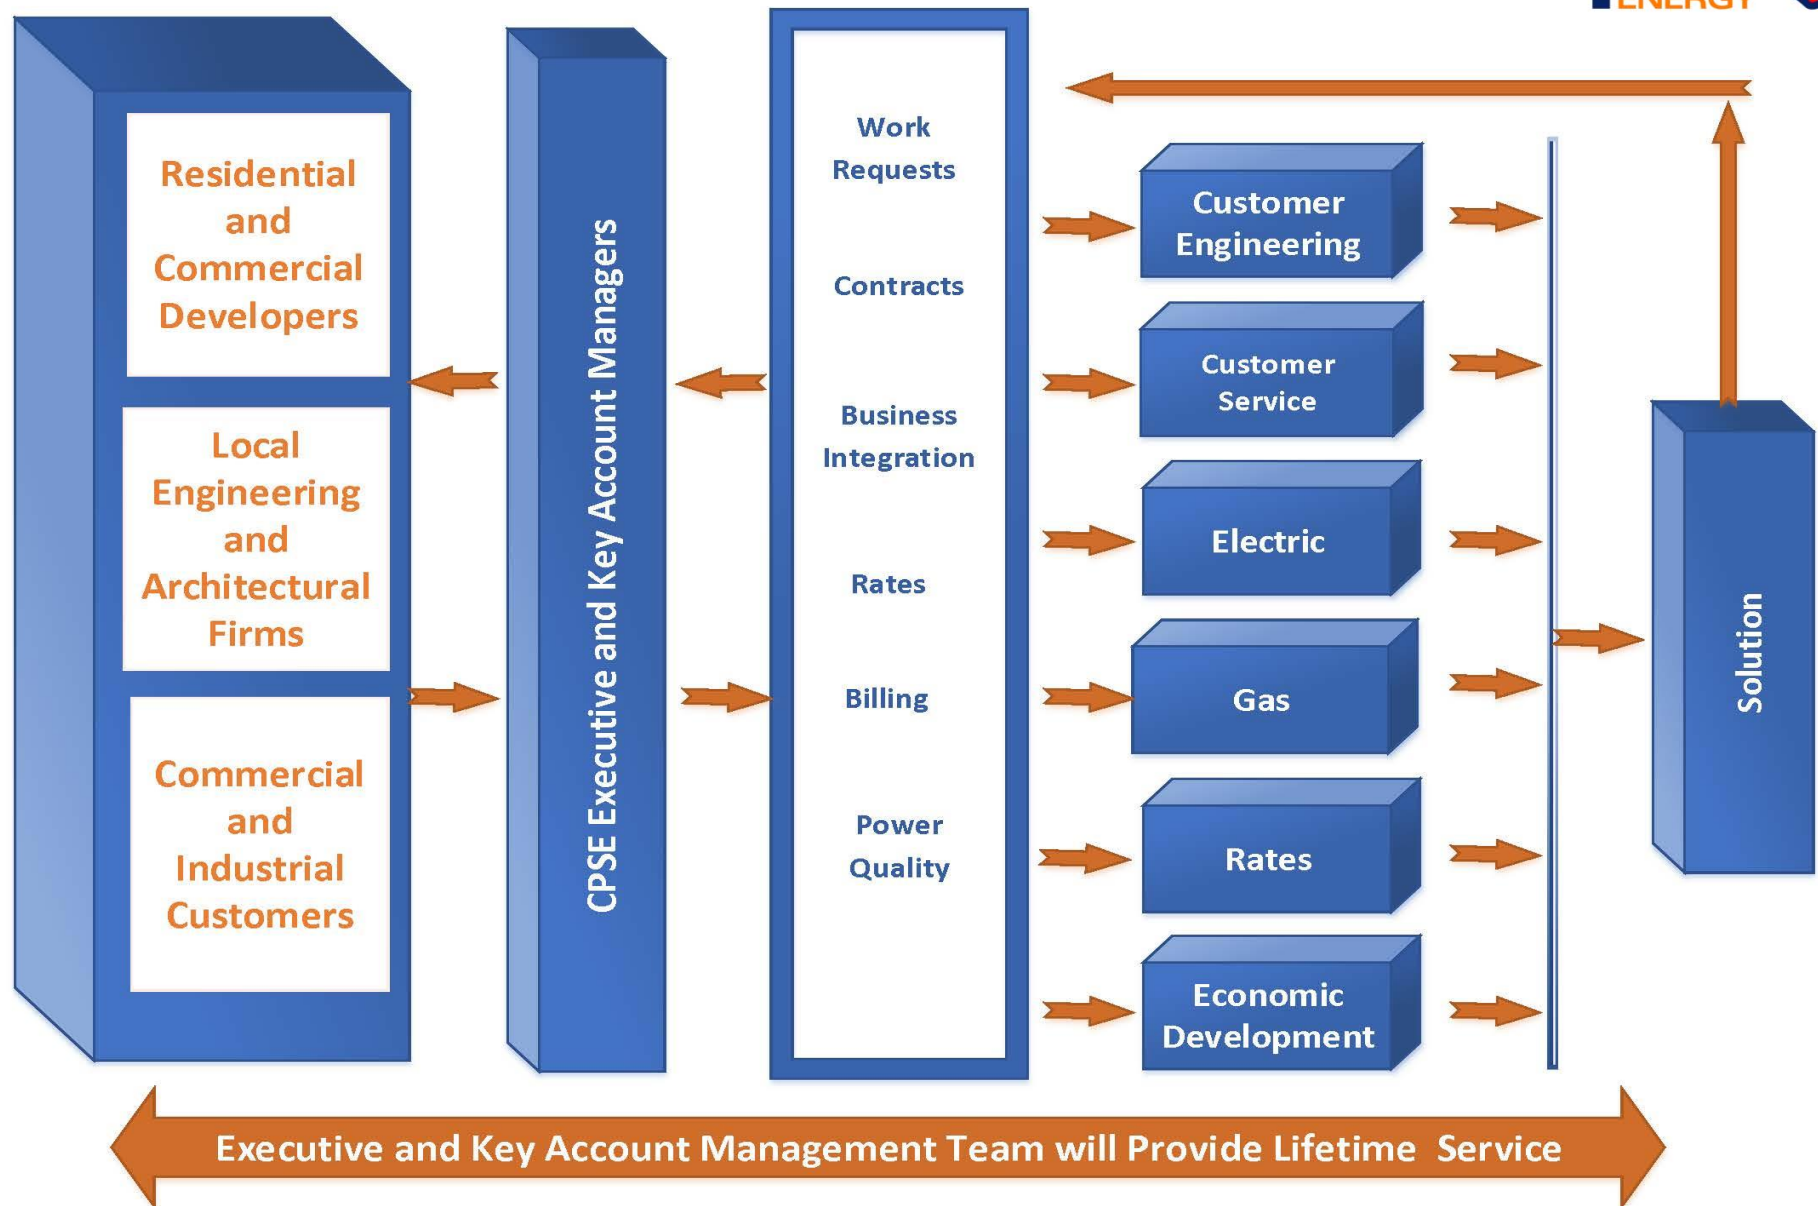 ENERGY
Residential
and
Commercial
Developers
Local
Engineering
and
Architectural
Firms
Commercial
and
Industrial
Customers
CPSE Executive and Key Account Managers
Work
Requests
Contracts
Business
Integration
Rates
Billing
Power
Quality
Customer
Engineering
Customer
Service
Electric
Gas
Rates
Economic
Development
Solution
Executive and Key Account Management Team will Provide Lifetime Service